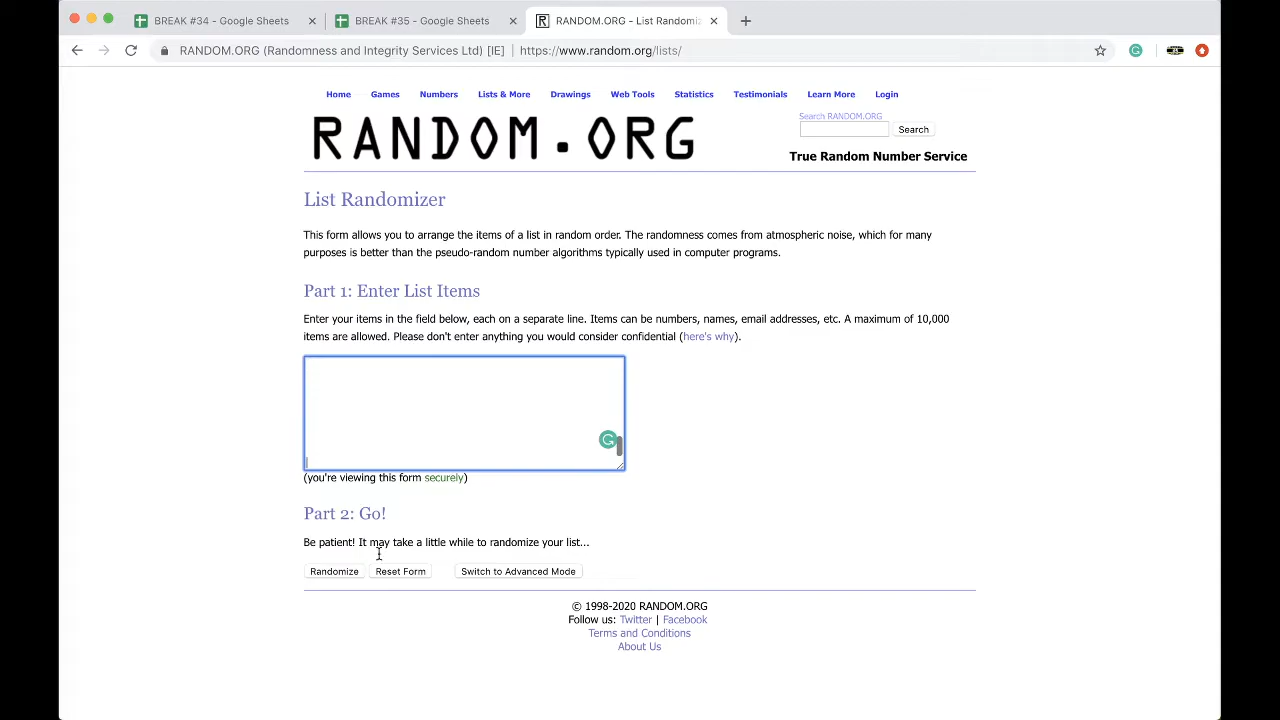 BREAK #34 - Google Sheets
BREAK #35 - Google Sheets
RANDOM.ORG - List Randomiz
RANDOM.ORG (Randomness and Integrity Services Ltd) [IE] | https://www.random.org/lists/
Home Games Numbers Lists & More Drawings Web Tools Statistics Testimonials Learn More Login
RANDOM.ORG
Search RANDOM.ORG
Search
True Random Number Service
List Randomizer
This form allows you to arrange the items of a list in random order. The randomness comes from atmospheric noise, which for many
purposes is better than the pseudo-random number algorithms typically used in computer programs.
Part 1: Enter List Items
Enter your items in the field below, each on a separate line. Items can be numbers, names, email addresses, etc. A maximum of 10,000
items are allowed. Please don't enter anything you would consider confidential (here's why).
(you're viewing this form securely)
Part 2: Go!
Be patient! It may take a little while to randomize your list...
Randomize Reset Form Switch to Advanced Mode
© 1998-2020 RANDOM.ORG
Follow us: Twitter | Facebook
Terms and Conditions
About Us